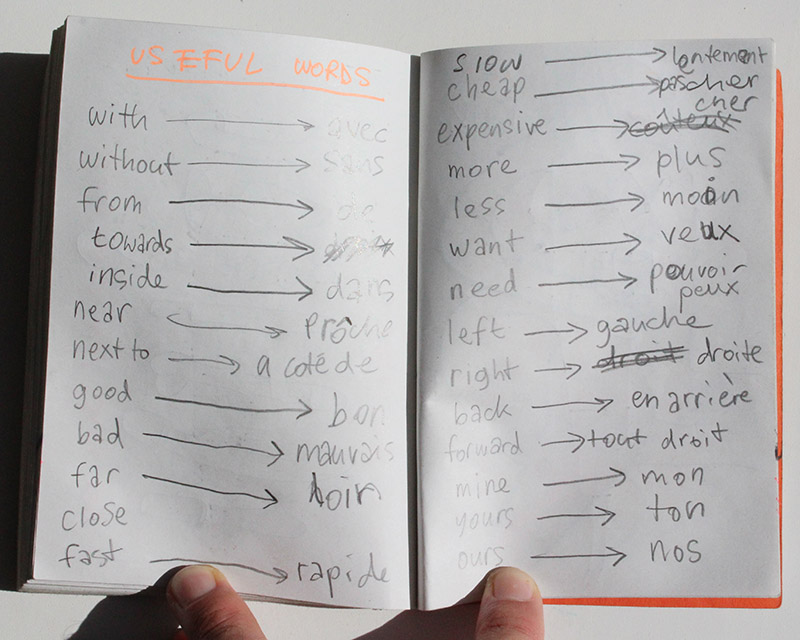 USEFUL WORDS
with → avec
without → sans
from → de
towards →
inside → dans
near → prôche
next to → a coté de
good → bon
bad → mauvais
far → loin
close
fast → rapide
slow → lentement
cheap → pascher
cher
expensive → coûteux
more → plus
less → moin
want → veux
need → pouvoir
peux
left → gauche
right → droit droite
back → en arrière
forward → tout droit
mine → mon
yours → ton
ours → nos